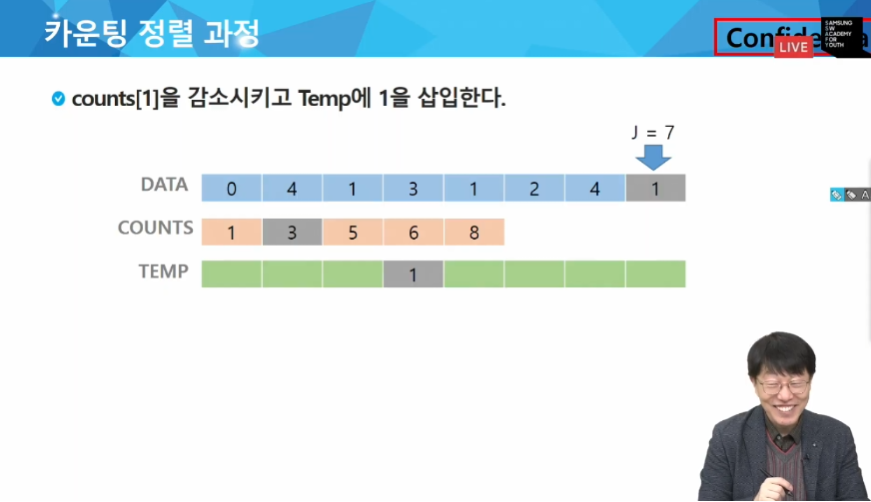 카운팅 정렬 과정
Confide
LIVE
SAMSUNG
SW
ACADEMY
FOR
YOUTH
counts[1]을 감소시키고 Temp에 1을 삽입한다.
J = 7
DATA 0 4 1 3 1 2 4 1
COUNTS 1 3 5 6 8
TEMP 1
A